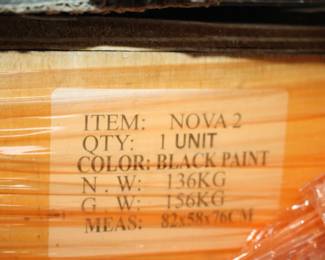 ITEM: NOVA 2
QTY: 1 UNIT
COLOR: BLACK PAINT
N . W: 136KG
G W: 156KG
MEAS: 82x58x76CM